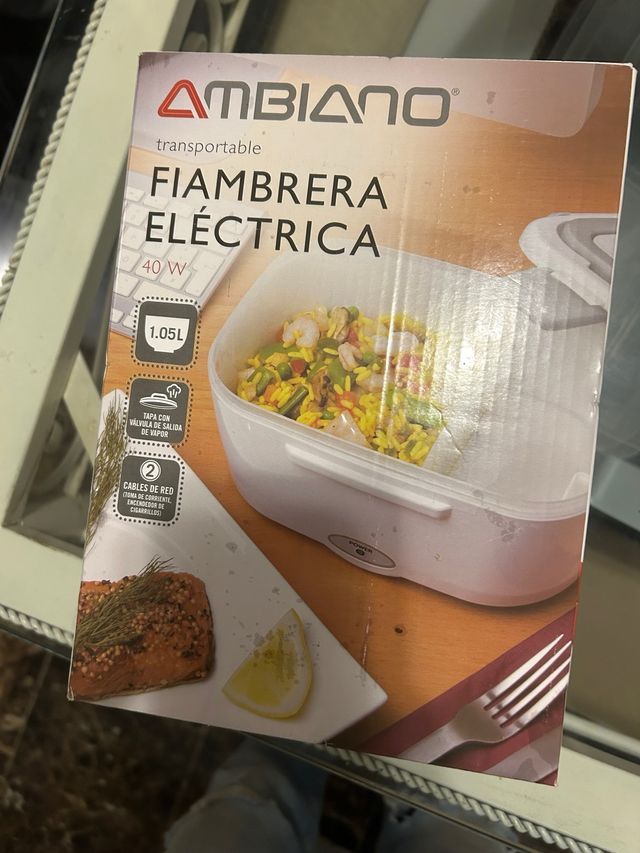 AMBIANO®
transportable
FIAMBRERA
ELÉCTRICA
40 W
1.05L
TAPA CON
VÁLVULA DE SALIDA
DE VAPOR
2
CABLES DE RED
(TOMA DE CORRIENTE,
ENCENDEDOR DE
CIGARRILLOS)
POWER